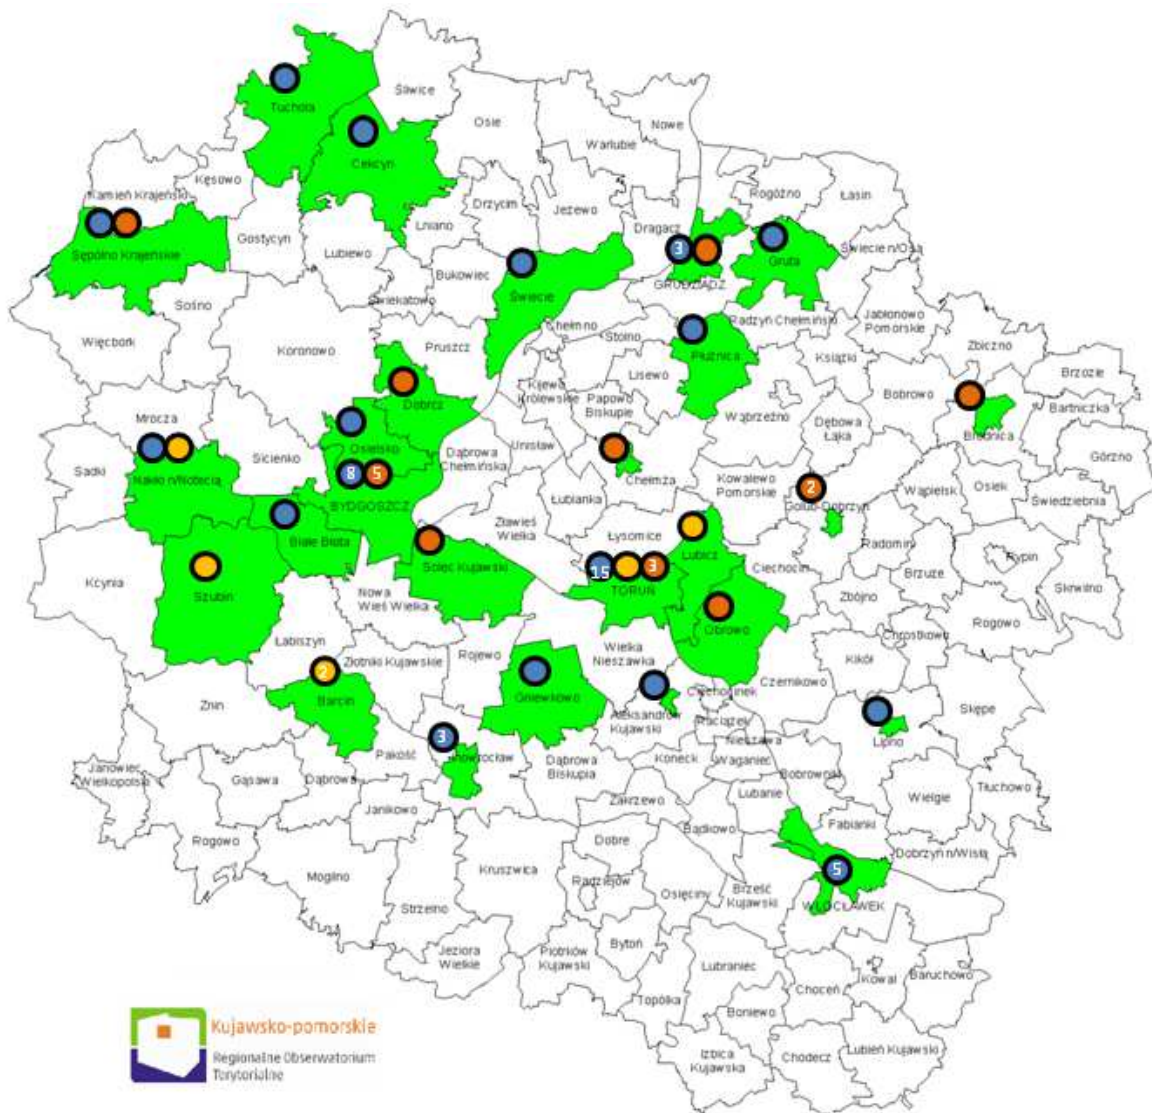 Śliwice
Tuchola
Osie
Nowe
Warlubie
Cekcyn
Kęsowo
Kamień Krajeński
Rogóźno
Łasin
Drzycim
Jeżewo
Dragacz
Lniano
Gostycyn
Lubiewo
Świecie n/Osą
Sępólno Krajeńskie
Gruta
Bukowiec
3
GRUDZIĄDZ
Świecie
Sośno
Świekatowo
Jabłonowo
Pomorskie
Radzyń Chełmiński
Chełmno
Stolno
Płużnica
Więcbork
Koronowo
Pruszcz
Zbiczno
Książki
Lisewo
Brzozie
Kijewo
Królewskie
Papowo
Biskupie
Bobrowo
Dobrcz
Bartniczka
Wąbrzeźno
Mrocza
Dębowa
Łąka
Brodnica
Osielsko
Unisław
Dąbrowa
Chełmińska
Sadki
Sicienko
Górzno
Nakło n/Notecią
8
5
Chełmża
Kowalewo
Pomorskie
Wąpielsk
Osiek
2
Świedziebnia
Łubianka
BYDGOSZCZ
Golub-Dobrzyń
Zławieś
Wielka
Łysomice
Lubicz
Białe Błota
Radomin
Rypin
Solec Kujawski
Ciechocin
Brzuze
Skrwilno
15
3
Kcynia
TORUŃ
Szubin
Nowa
Wieś Wielka
Zbójno
Obrowo
Rogowo
Chrostkowo
Łabiszyn
Wielka
Nieszawka
Rojewo
Złotniki Kujawskie
Kikół
2
Czernikowo
Ciechocinek
Gniewkowo
Barcin
Żnin
Skępe
Aleksandrów
Kujawski
Raciążek
3
Nieszawa
Lipno
Pakość
Inowrocław
Dąbrowa
Biskupia
Koneck
Waganiec
Bobrowniki
Janowiec
Wielkopolski
Gąsawa
Dąbrowa
Tłuchowo
Lubanie
Wielgie
Zakrzewo
Janikowo
Bądkowo
Fabianki
Rogowo
Dobre
Dobrzyń n/Wisłą
Kruszwica
5
Mogilno
Radziejów
Osięciny
Brześć
Kujawski
WŁOCŁAWEK
Strzelno
Jeziora
Wielkie
Piotrków
Kujawski
Bytoń
Lubraniec
Kowal
Baruchowo
Choceń
Topólka
Boniewo
Izbica
Kujawska
Chodecz
Lubień Kujawski
Kujawsko-pomorskie
Regionalne Obserwatorium
Terytorialne